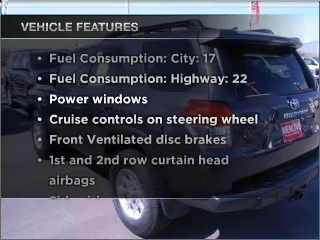 VEHICLE FEATURES
• Fuel Consumption: City: 17
• Fuel Consumption: Highway: 22
• Power windows
• Cruise controls on steering wheel
• Front Ventilated disc brakes
• 1st and 2nd row curtain head
airbags